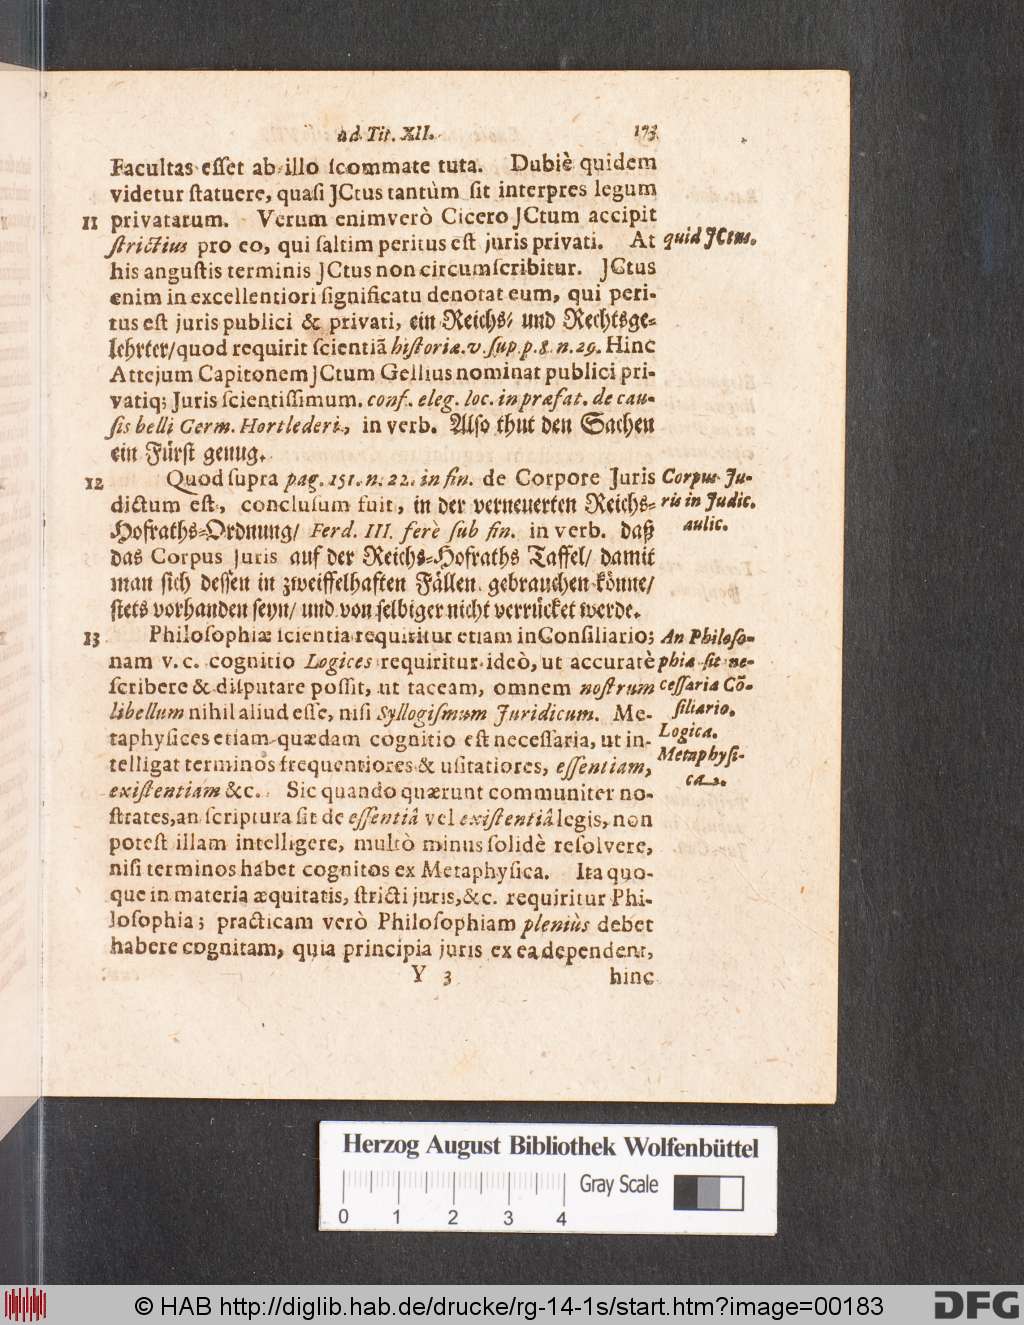 ad Tit. XII. 173
Facultas esset ab illo scommate tuta. Dubiè quidem
videtur statuere, quasi JCtus tantùm sit interpres legum
11 privatarum. Verum enimverò Cicero JCtum accipit
strictius pro eo, qui saltim peritus est juris privati. At quid JCtus.
his angustis terminis JCtus non circumscribitur. JCtus
enim in excellentiori significatu denotat eum, qui peri-
tus est juris publici & privati, ein Reichs/ und Rechtsge-
lehrter/ quod requirit scientiã historiæ. v. sup. p. 8. n. 29. Hinc
Attejum Capitonem JCtum Gellius nominat publici pri-
vatiq; Juris scientissimum. conf. eleg. loc. in præfat. de cau-
sis belli Germ. Hortlederi, in verb. Also thut den Sachen
ein Fürst genug.
12 Quod supra pag. 151. n. 22. in fin. de Corpore Juris Corpus Ju-
dictum est, conclusum fuit, in der verneuerten Reichs- ris in Judic.
Hofraths-Ordnung/ Ferd. III. ferè sub fin. in verb. daß aulic.
das Corpus Juris auf der Reichs-Hofraths Taffel/ damit
man sich dessen in zweiffelhaften Fällen gebrauchen könne/
stets vorhanden seyn/ und von selbiger nicht verrücket werde.
13 Philosophiæ scientia requiritur etiam in Consiliario; An Philoso-
nam v. c. cognitio Logices requiritur ideò, ut accuratè phia sit ne-
scribere & disputare possit, ut taceam, omnem nostrum cessaria Cõ-
libellum nihil aliud esse, nisi Syllogismum Juridicum. Me- siliario.
taphysices etiam quædam cognitio est necessaria, ut in- Logica.
telligat terminos frequentiores & usitatiores, essentiam, Metaphysi-
existentiam &c. Sic quando quærunt communiter no- ca.
strates, an scriptura sit de essentiâ vel existentiâ legis, non
potest illam intelligere, multò minus solidè resolvere,
nisi terminos habet cognitos ex Metaphysica. Ita quo-
que in materia æquitatis, stricti juris, &c. requiritur Phi-
losophia; practicam verò Philosophiam pleniùs debet
habere cognitam, quia principia juris ex ea dependent,
Y 3 hinc
Herzog August Bibliothek Wolfenbüttel
Gray Scale
0 1 2 3 4
© HAB http://diglib.hab.de/drucke/rg-14-1s/start.htm?image=00183 DFG